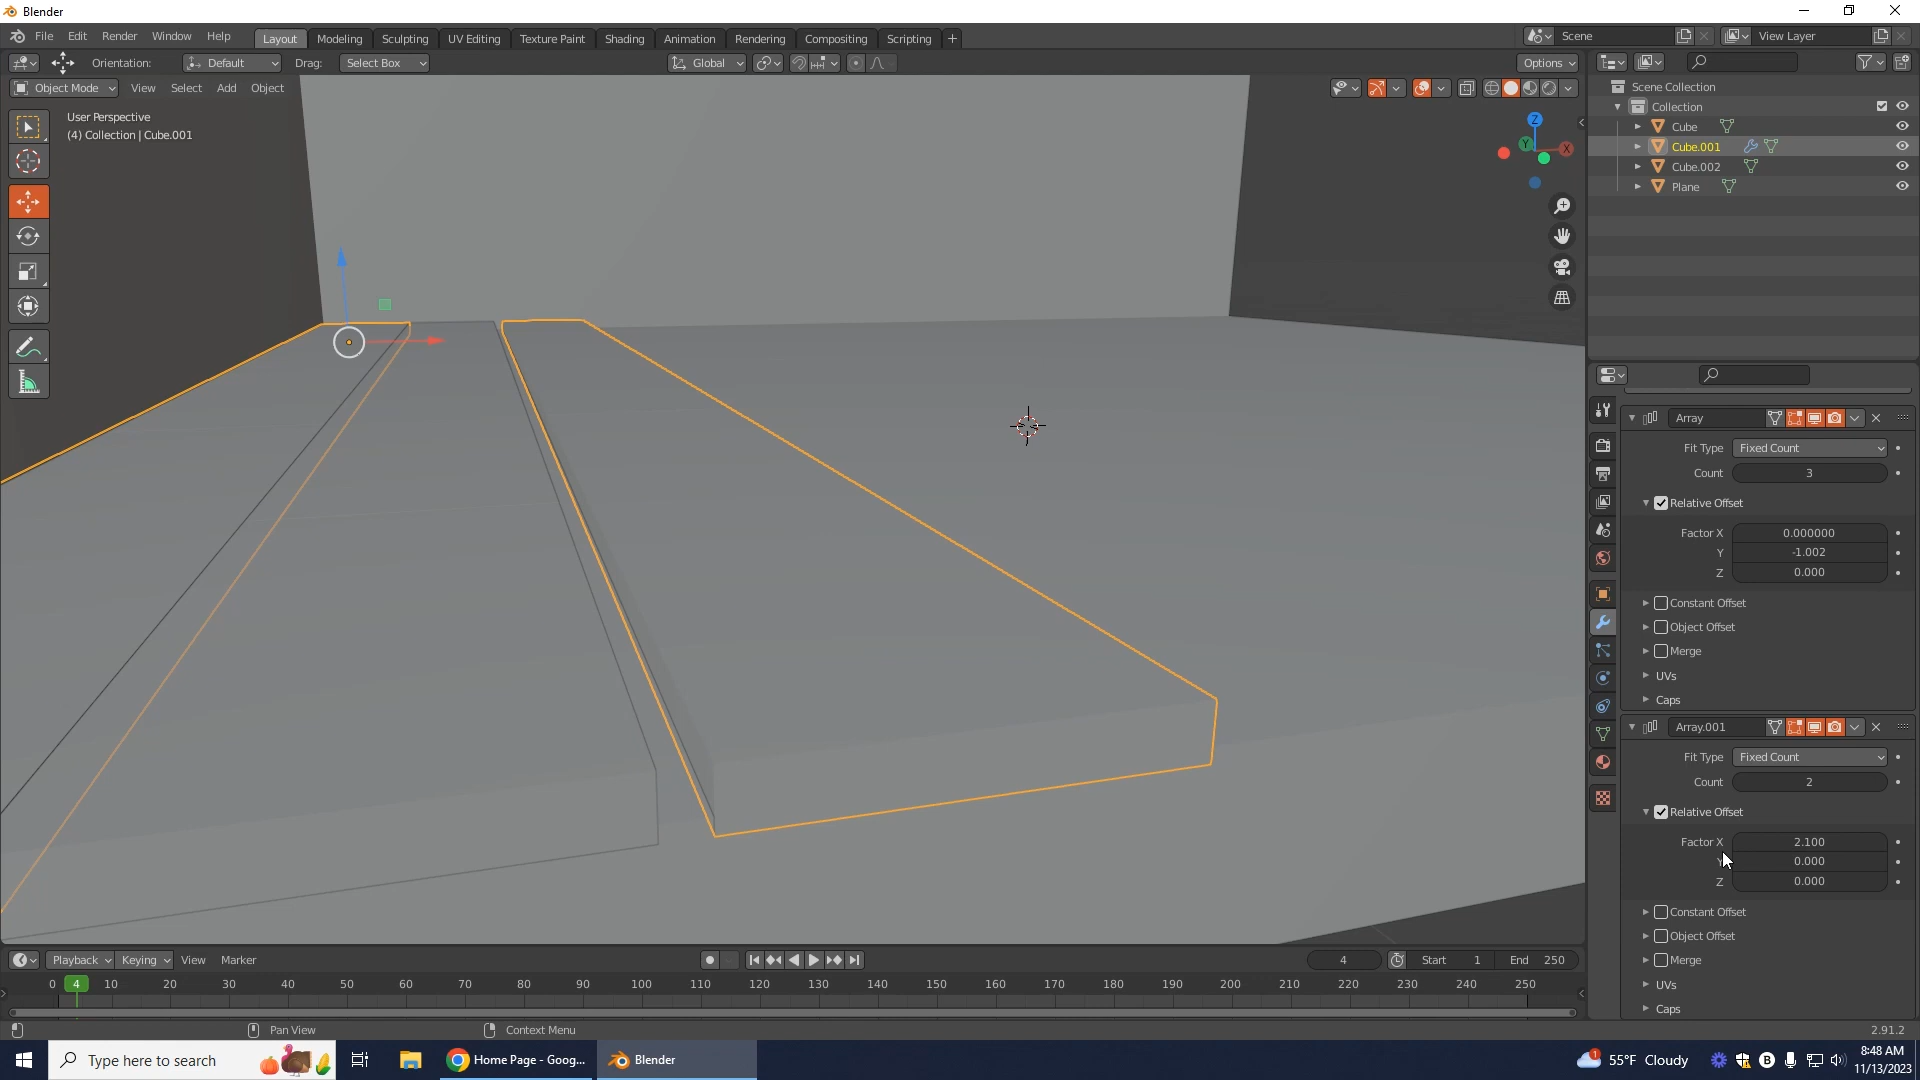 Blender
File Edit Render Window Help Layout Modeling Sculpting UV Editing Texture Paint Shading Animation Rendering Compositing Scripting + Scene View Layer
Orientation: Default Drag: Select Box Global Options
Object Mode View Select Add Object
User Perspective
(4) Collection | Cube.001
Z
Y
X
Scene Collection
Collection
Cube
Cube.001
Cube.002
Plane
Array
Fit Type Fixed Count
Count 3
Relative Offset
Factor X 0.000000
Y -1.002
Z 0.000
Constant Offset
Object Offset
Merge
UVs
Caps
Array.001
Fit Type Fixed Count
Count 2
Relative Offset
Factor X 2.100
Y 0.000
Z 0.000
Constant Offset
Object Offset
Merge
UVs
Caps
Playback Keying View Marker 4 Start 1 End 250
0 4 10 20 30 40 50 60 70 80 90 100 110 120 130 140 150 160 170 180 190 200 210 220 230 240 250
Pan View Context Menu 2.91.2
Type here to search Home Page - Goog... Blender 1 55°F Cloudy B 8:48 AM
11/13/2023